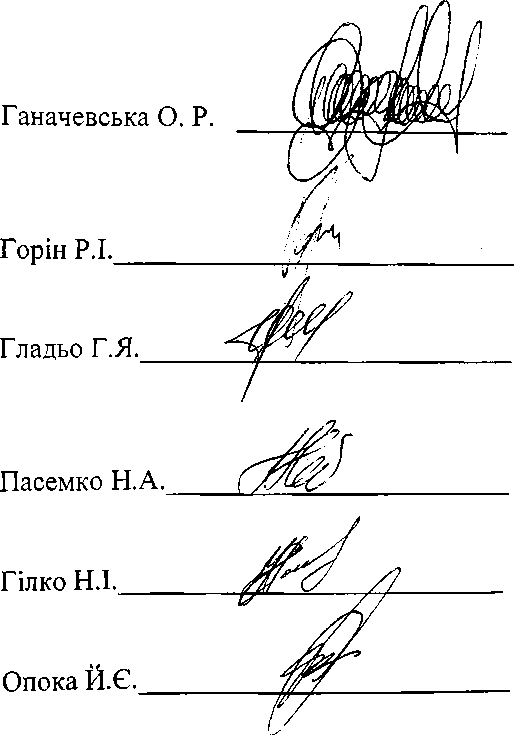 Ганачевська О. Р.
Горін Р.І.
Гладьо Г.Я.
Пасемко Н.А.
Гілко Н.І.
Опока Й.Є.